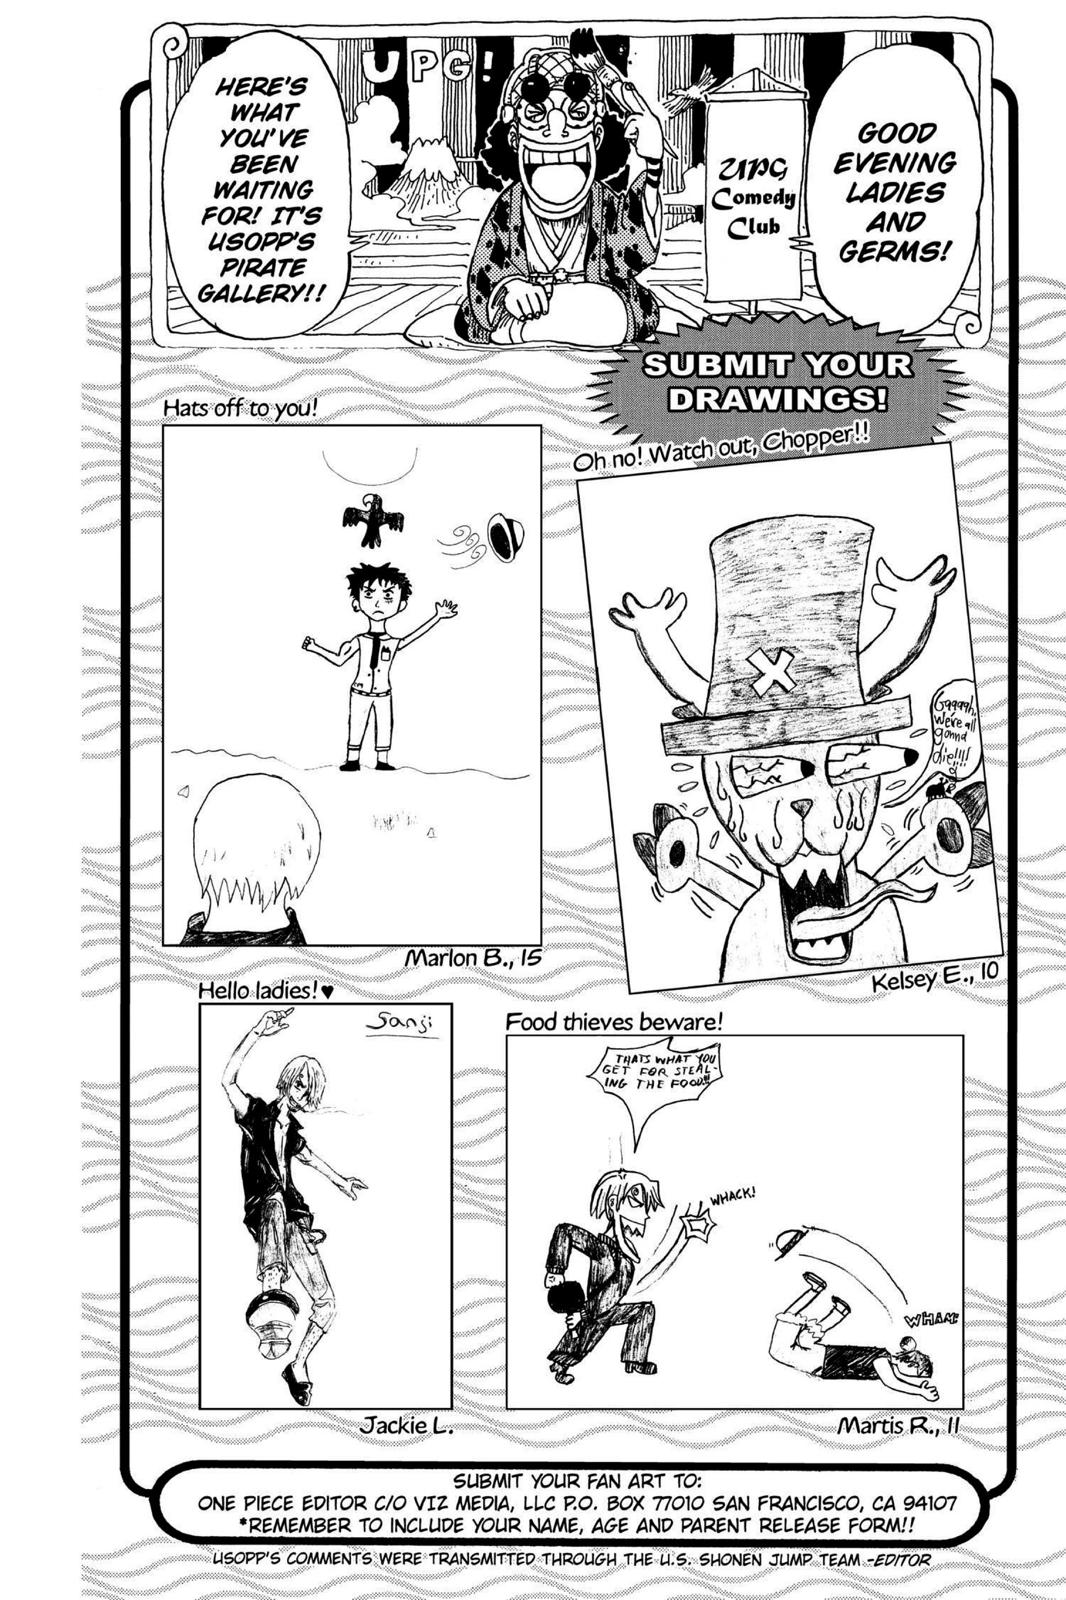 UPG!
HERE'S
WHAT
YOU'VE
BEEN
WAITING
FOR! IT'S
USOPP'S
PIRATE
GALLERY!!
UPG
Comedy
Club
GOOD
EVENING
LADIES
AND
GERMS!
SUBMIT YOUR
DRAWINGS!
Hats off to you!
Marlon B., 15
Oh no! Watch out, Chopper!!
Gaaaah,
We're all
gonna
die!!!!
Kelsey E., 10
Hello ladies!♥
Sanji
Jackie L.
Food thieves beware!
THATS WHAT YOU
GET FOR STEAL-
ING THE FOOD!!!
WHACK!
WHAM!
Martis R., 11
SUBMIT YOUR FAN ART TO:
ONE PIECE EDITOR C/O VIZ MEDIA, LLC P.O. BOX 77010 SAN FRANCISCO, CA 94107
*REMEMBER TO INCLUDE YOUR NAME, AGE AND PARENT RELEASE FORM!!
USOPP'S COMMENTS WERE TRANSMITTED THROUGH THE U.S. SHONEN JUMP TEAM -EDITOR